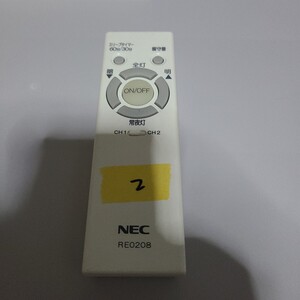 スリープタイマー 留守番
60分/30分
全灯
暗 明
ON/OFF
常夜灯
CH1 CH2
2
NEC
RE0208